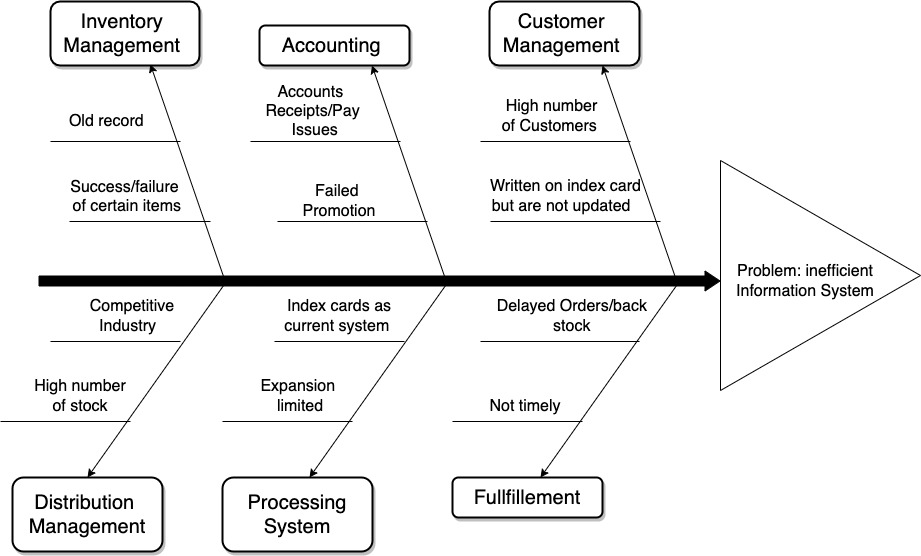 Inventory
Management
Accounting
Customer
Management
Old record
Accounts
Receipts/Pay
Issues
High number
of Customers
Success/failure
of certain items
Failed
Promotion
Written on index card
but are not updated
Problem: inefficient
Information System
Competitive
Industry
Index cards as
current system
Delayed Orders/back
stock
High number
of stock
Expansion
limited
Not timely
Distribution
Management
Processing
System
Fullfillement